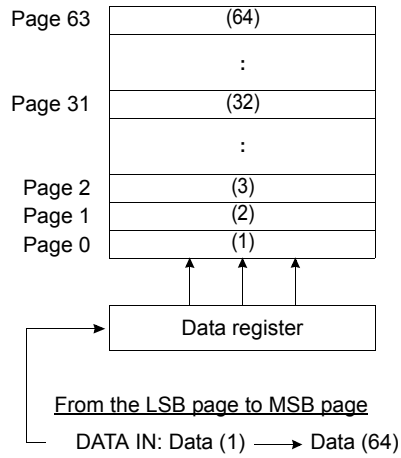 Page 63 (64)
:
Page 31 (32)
:
Page 2 (3)
Page 1 (2)
Page 0 (1)
Data register
From the LSB page to MSB page
DATA IN: Data (1) Data (64)